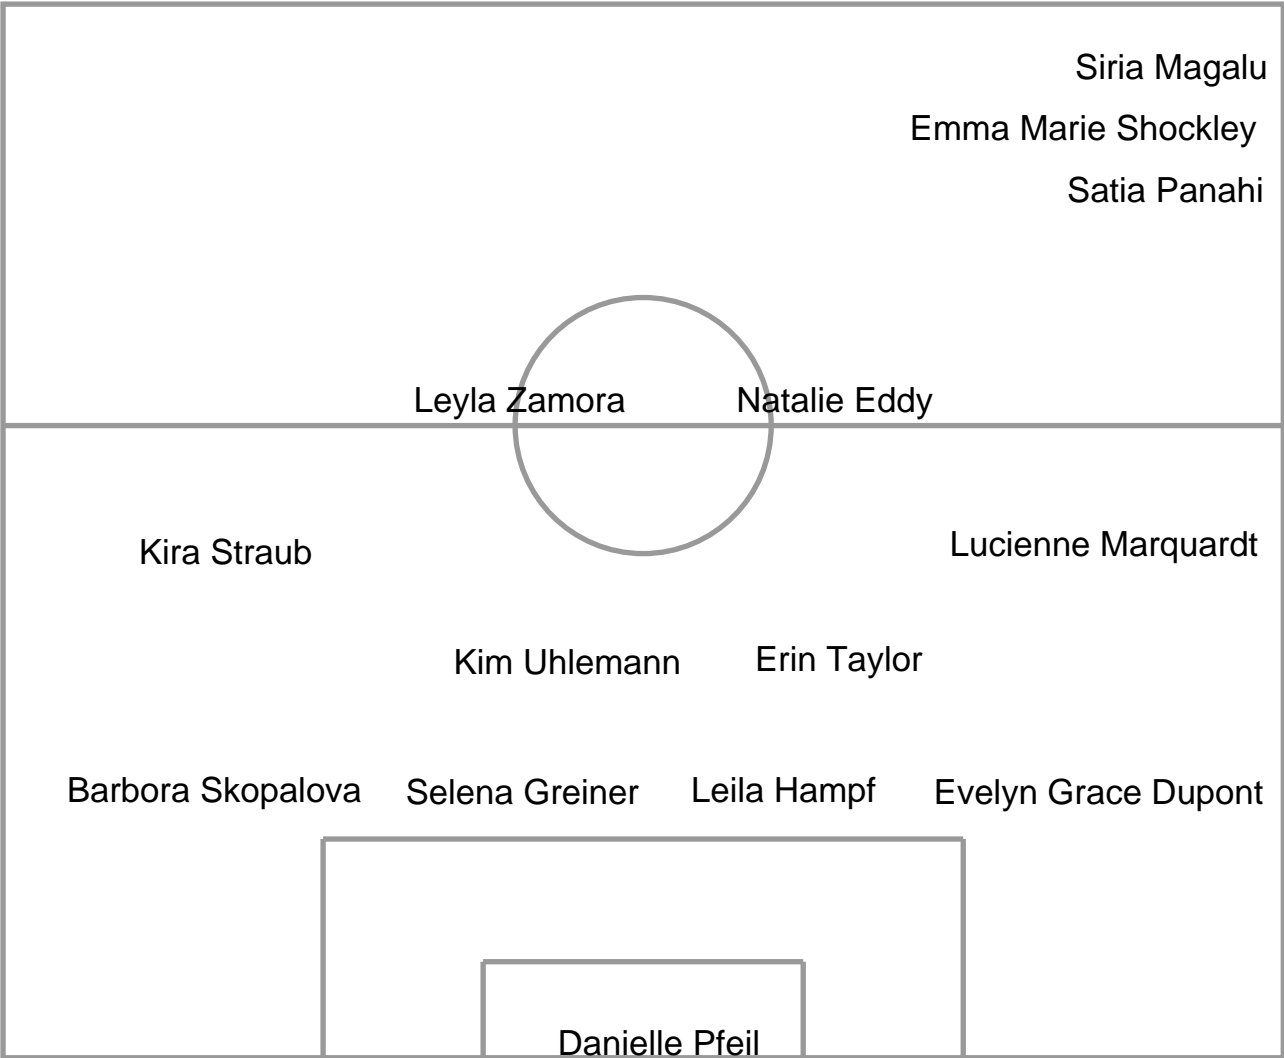 Siria Magalu
Emma Marie Shockley
Satia Panahi
Leyla Zamora Natalie Eddy
Kira Straub Lucienne Marquardt
Kim Uhlemann Erin Taylor
Barbora Skopalova Selena Greiner Leila Hampf Evelyn Grace Dupont
Danielle Pfeil